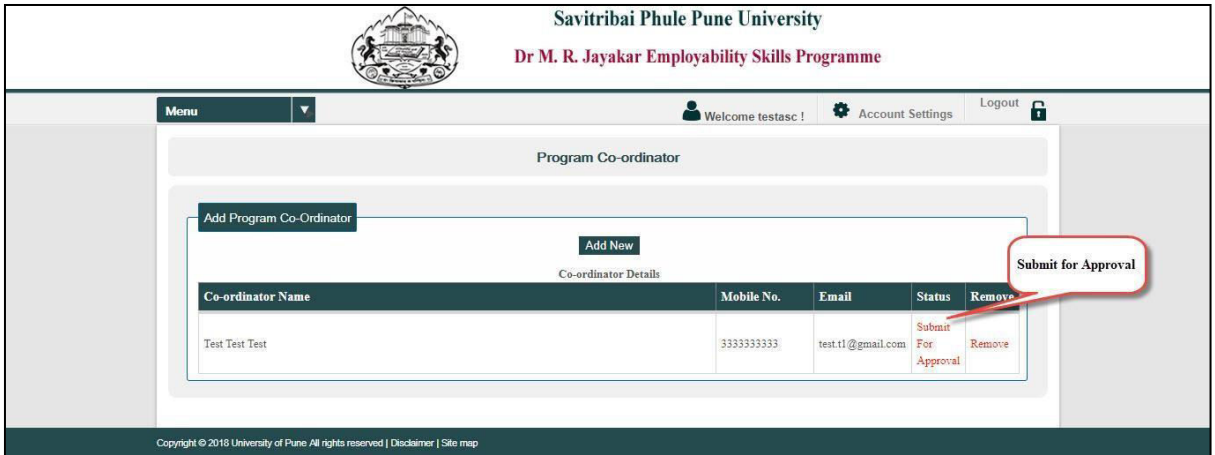 Savitribai Phule Pune University
Dr M. R. Jayakar Employability Skills Programme
Menu
Welcome testasc !
Account Settings
Logout
Program Co-ordinator
Add Program Co-Ordinator
Add New
Submit for Approval
Co-ordinator Details
Co-ordinator Name Mobile No. Email Status Remove
Test Test Test 3333333333 test.t1@gmail.com Submit
For
Approval Remove
Copyright © 2018 University of Pune All rights reserved | Disclaimer | Site map